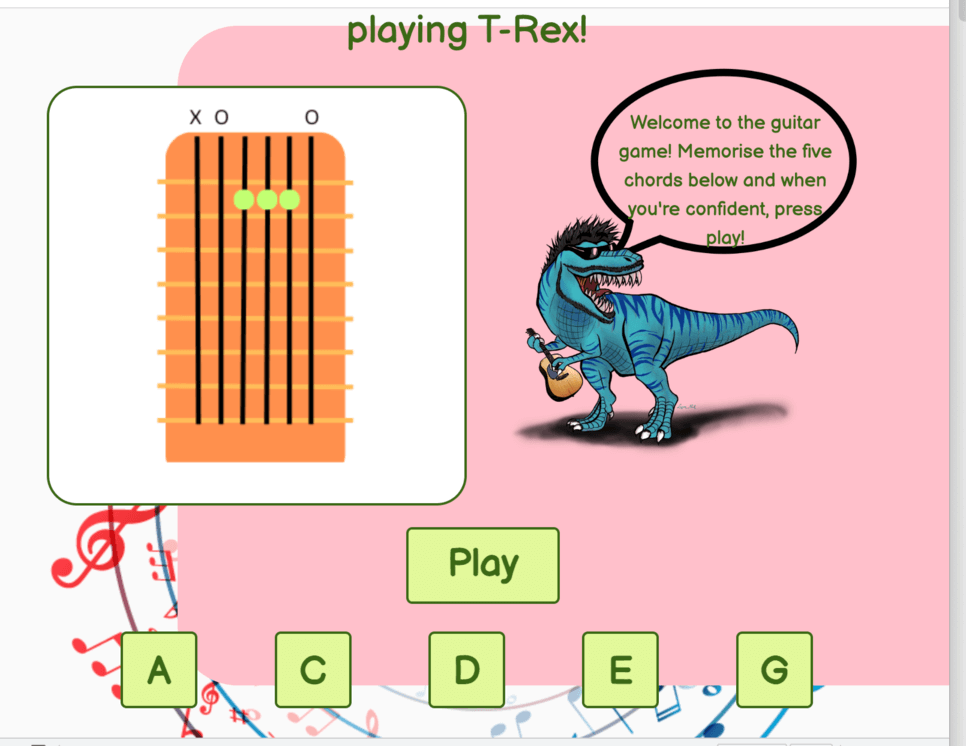 playing T-Rex!
X O O
Welcome to the guitar
game! Memorise the five
chords below and when
you're confident, press
play!
Play
A C D E G